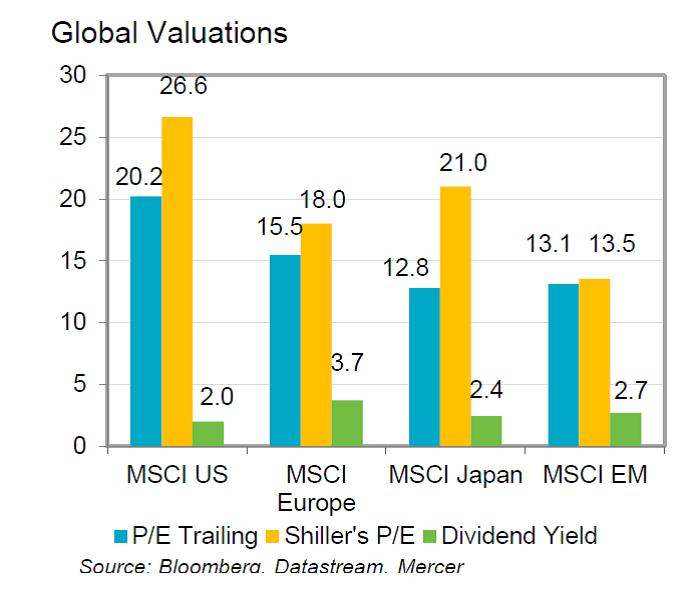 Global Valuations
30
25
20
15
10
5
0
20.2
26.6
2.0
15.5
18.0
3.7
12.8
21.0
2.4
13.1
13.5
2.7
MSCI US
MSCI
Europe
MSCI Japan
MSCI EM
P/E Trailing
Shiller's P/E
Dividend Yield
Source: Bloomberg, Datastream, Mercer